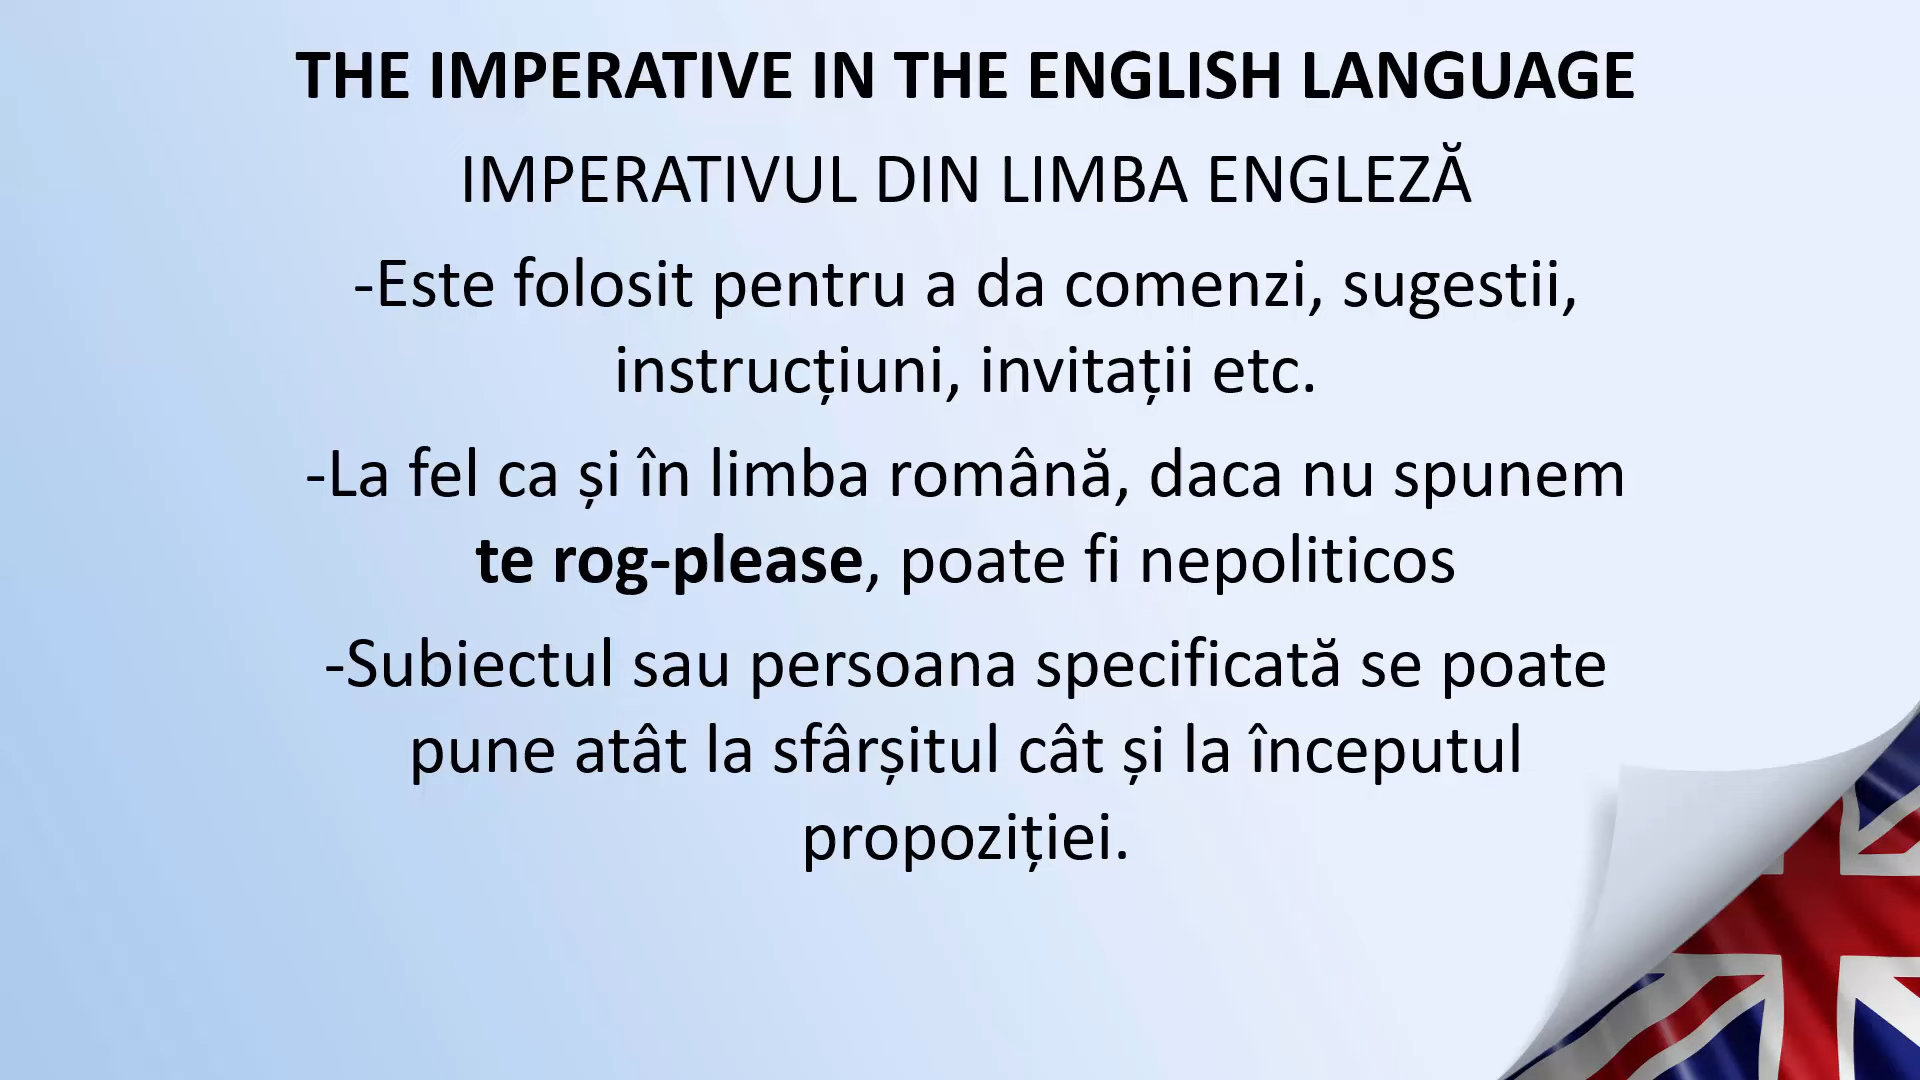 THE IMPERATIVE IN THE ENGLISH LANGUAGE
IMPERATIVUL DIN LIMBA ENGLEZĂ
-Este folosit pentru a da comenzi, sugestii,
instrucțiuni, invitații etc.
-La fel ca și în limba română, daca nu spunem
te rog-please, poate fi nepoliticos
-Subiectul sau persoana specificată se poate
pune atât la sfârșitul cât și la începutul
propoziției.